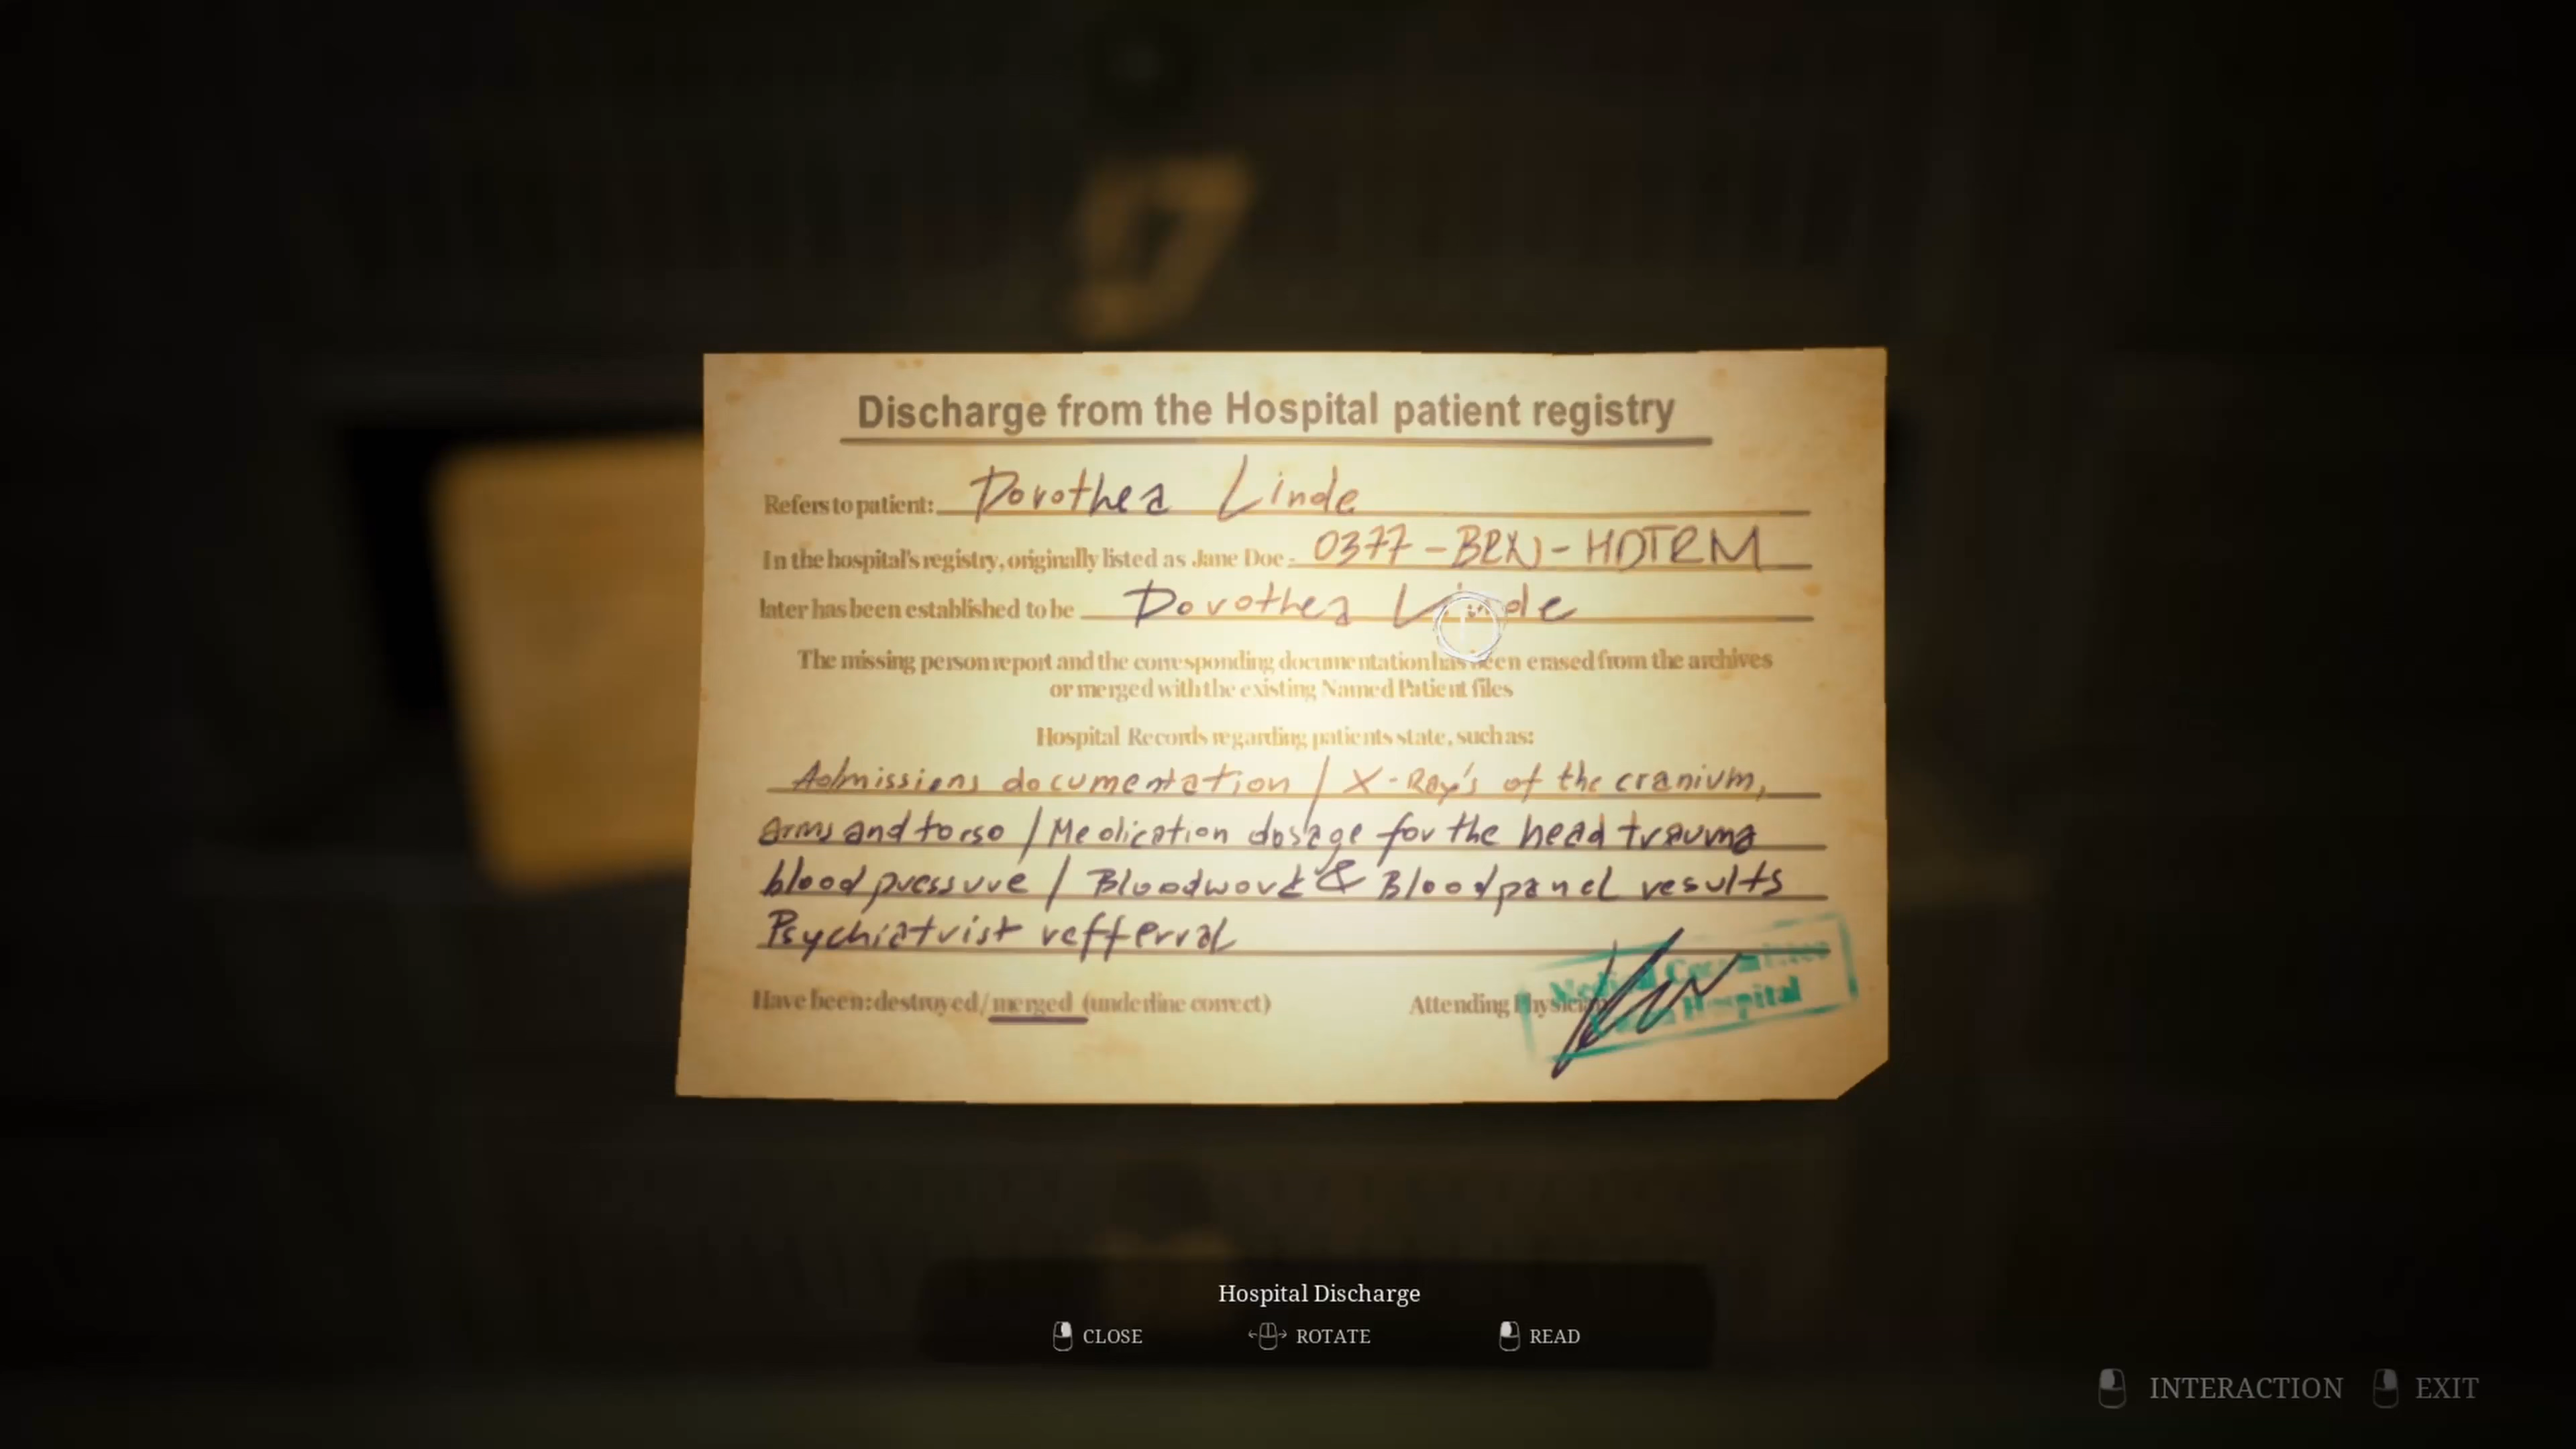 Discharge from the Hospital patient registry
Refers to patient: Dorothea Linde
In the hospital's registry, originally listed as Jane Doe - 0377-BRN-HDTRM
later has been established to be Dorothea Linde
The missing person report and the corresponding documentation has been erased from the archives
or merged with the existing Named Patient files
Hospital Records regarding patients state, such as:
Admissions documentation / X-Ray's of the cranium,
arms and torso / Medication dosage for the head trauma
blood pressure / Bloodwork & Bloodpanel results
Psychiatrist refferral
Have been: destroyed/merged (underline correct) Attending Physician
Medical
Hospital
Hospital Discharge
CLOSE ROTATE READ
INTERACTION EXIT